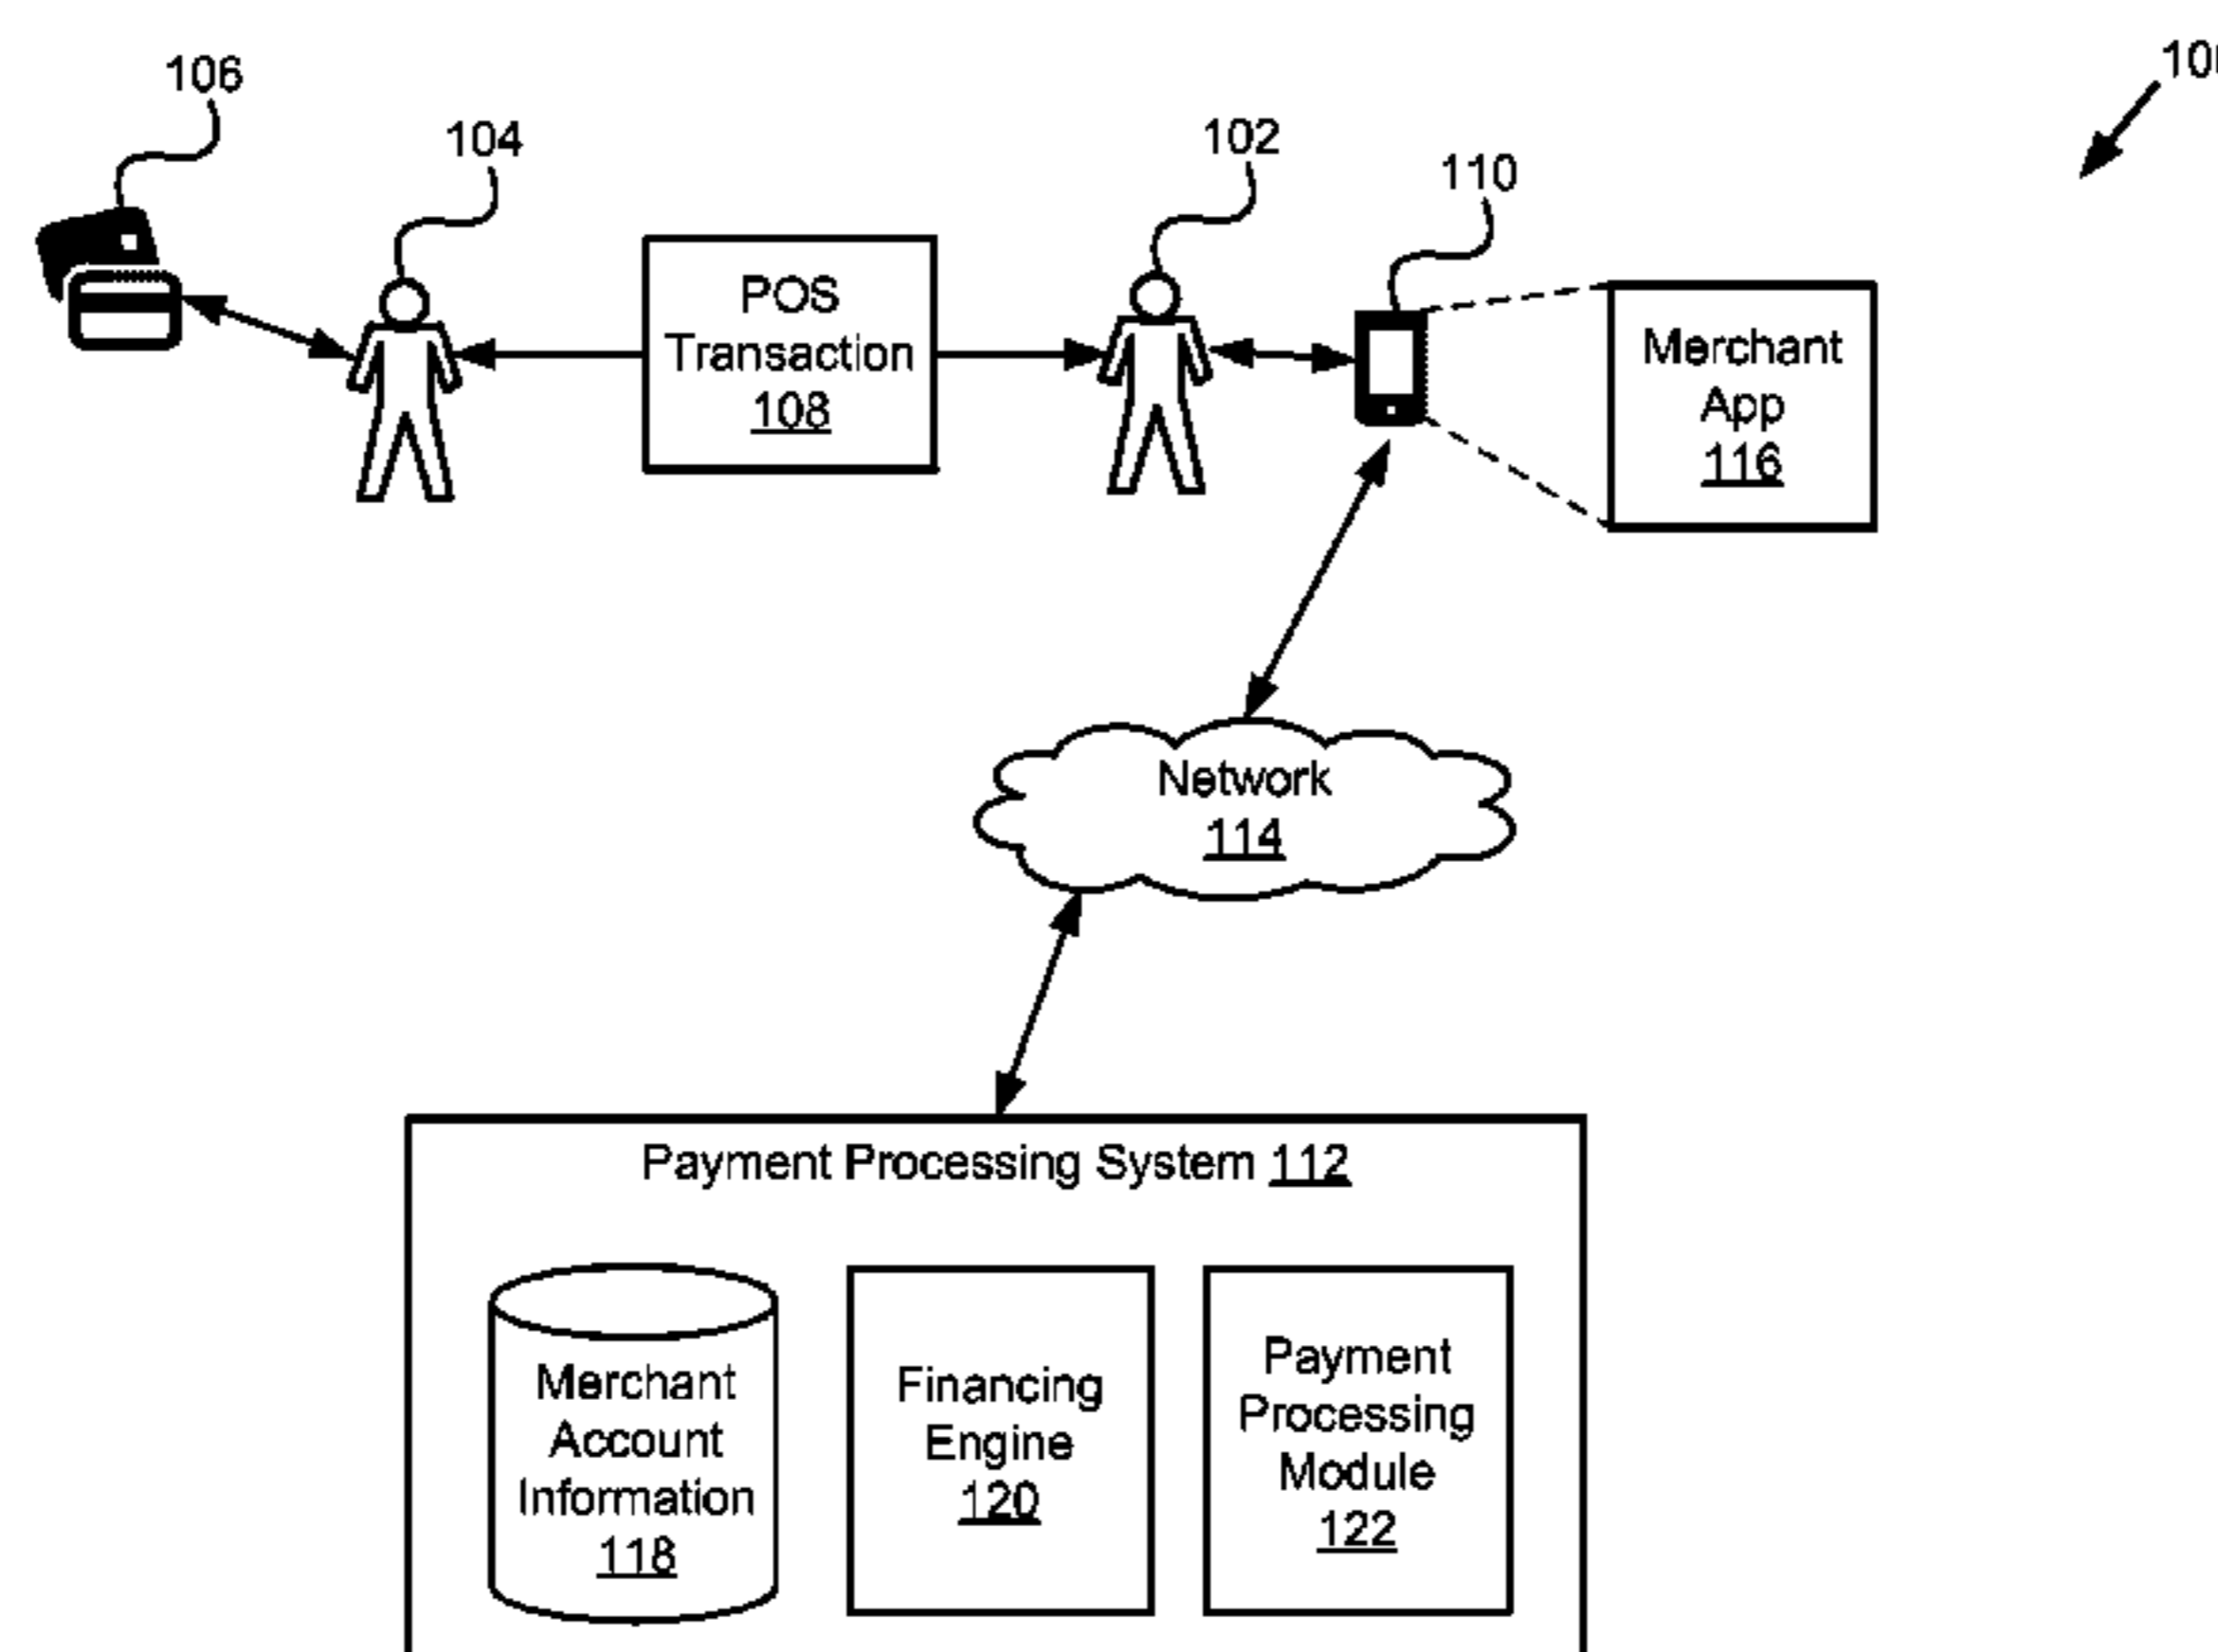 106
104
102
110
POS
Transaction
108
Merchant
App
116
Network
114
Payment Processing System 112
Merchant
Account
Information
118
Financing
Engine
120
Payment
Processing
Module
122